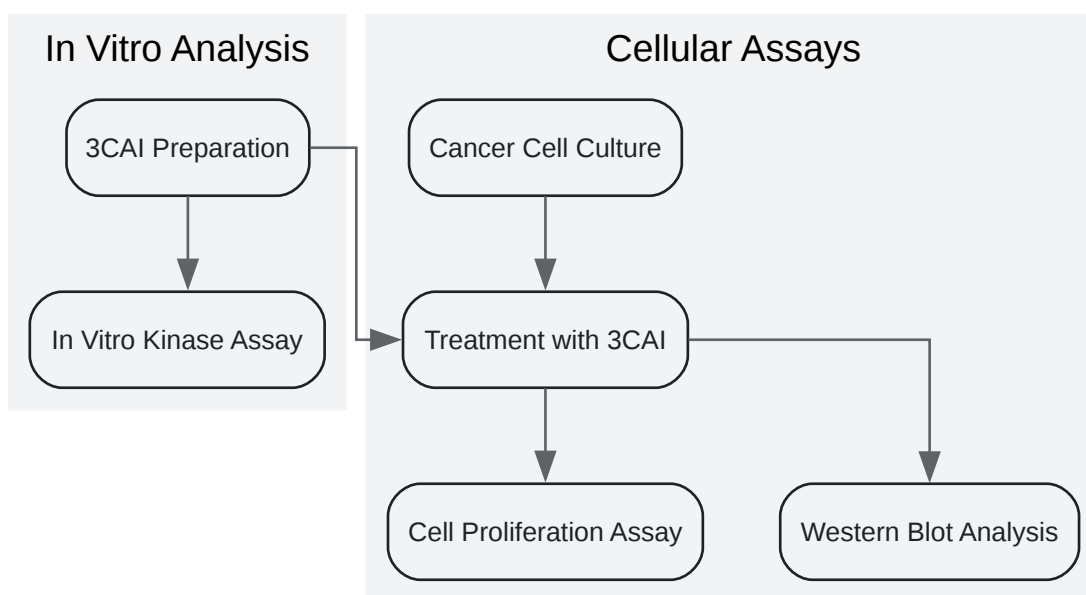 In Vitro Analysis
3CAI Preparation
In Vitro Kinase Assay
Cellular Assays
Cancer Cell Culture
Treatment with 3CAI
Cell Proliferation Assay
Western Blot Analysis